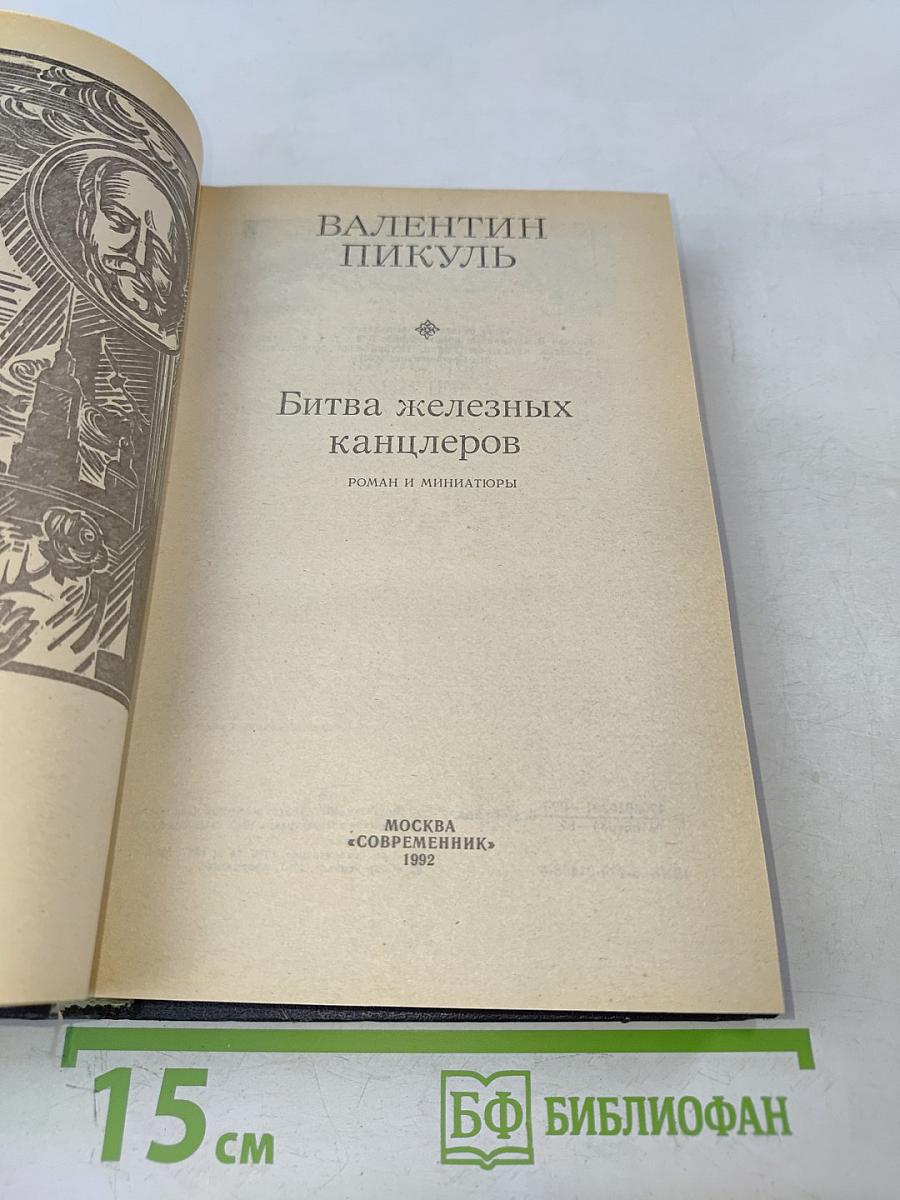 ВАЛЕНТИН
ПИКУЛЬ
Битва железных
канцлеров
РОМАН И МИНИАТЮРЫ
МОСКВА
«СОВРЕМЕННИК»
1992
15 см
БФ БИБЛИОФАН